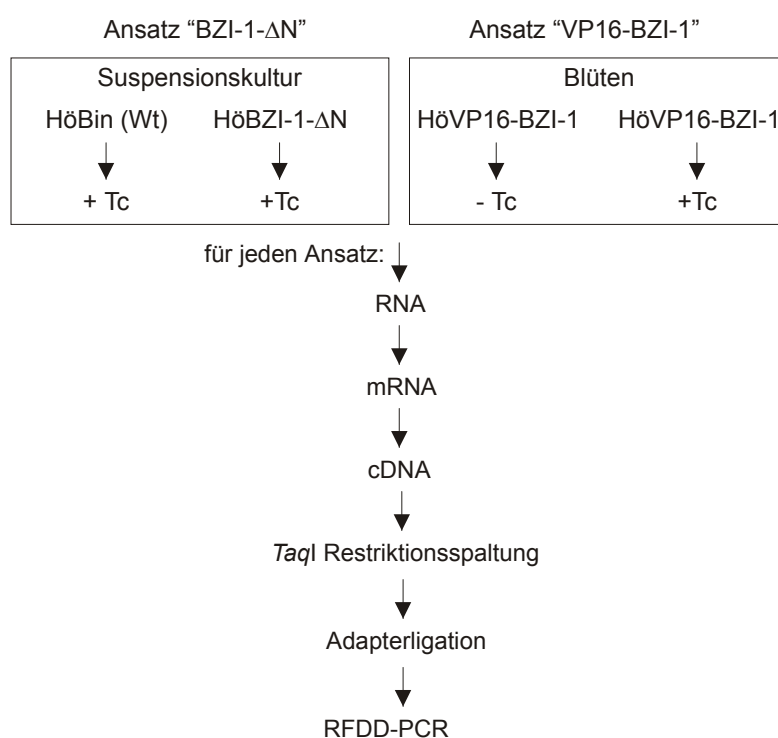 Ansatz “BZI-1-ΔN”
Ansatz “VP16-BZI-1”
Suspensionskultur
HöBin (Wt) HöBZI-1-ΔN
+ Tc +Tc
Blüten
HöVP16-BZI-1 HöVP16-BZI-1
- Tc +Tc
für jeden Ansatz:
RNA
mRNA
cDNA
TaqI Restriktionsspaltung
Adapterligation
RFDD-PCR